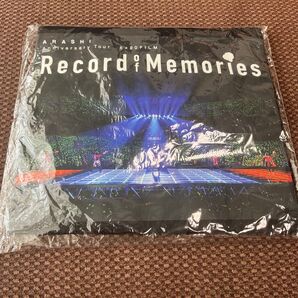 ARASHI
Anniversary Tour 5×20 FILM
Record of Memories